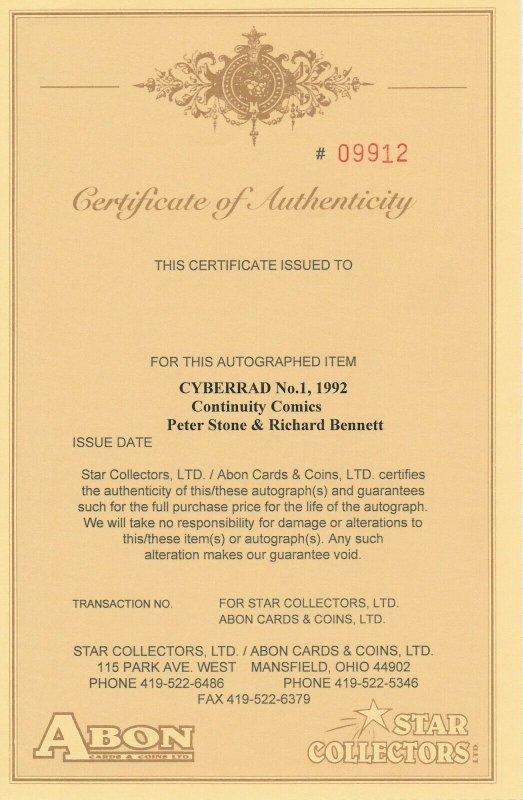 # 09912
Certificate of Authenticity
THIS CERTIFICATE ISSUED TO
FOR THIS AUTOGRAPHED ITEM
CYBERRAD No.1, 1992
Continuity Comics
Peter Stone & Richard Bennett
ISSUE DATE
Star Collectors, LTD. / Abon Cards & Coins, LTD. certifies
the authenticity of this/these autograph(s) and guarantees
such for the full purchase price for the life of the autograph.
We will take no responsibility for damage or alterations to
this/these item(s) or autograph(s). Any such
alteration makes our guarantee void.
TRANSACTION NO. FOR STAR COLLECTORS, LTD.
ABON CARDS & COINS, LTD.
STAR COLLECTORS, LTD. / ABON CARDS & COINS, LTD.
115 PARK AVE. WEST MANSFIELD, OHIO 44902
PHONE 419-522-6486 PHONE 419-522-5346
FAX 419-522-6379
ABON
CARDS & COINS LTD
STAR
COLLECTORS LTD.